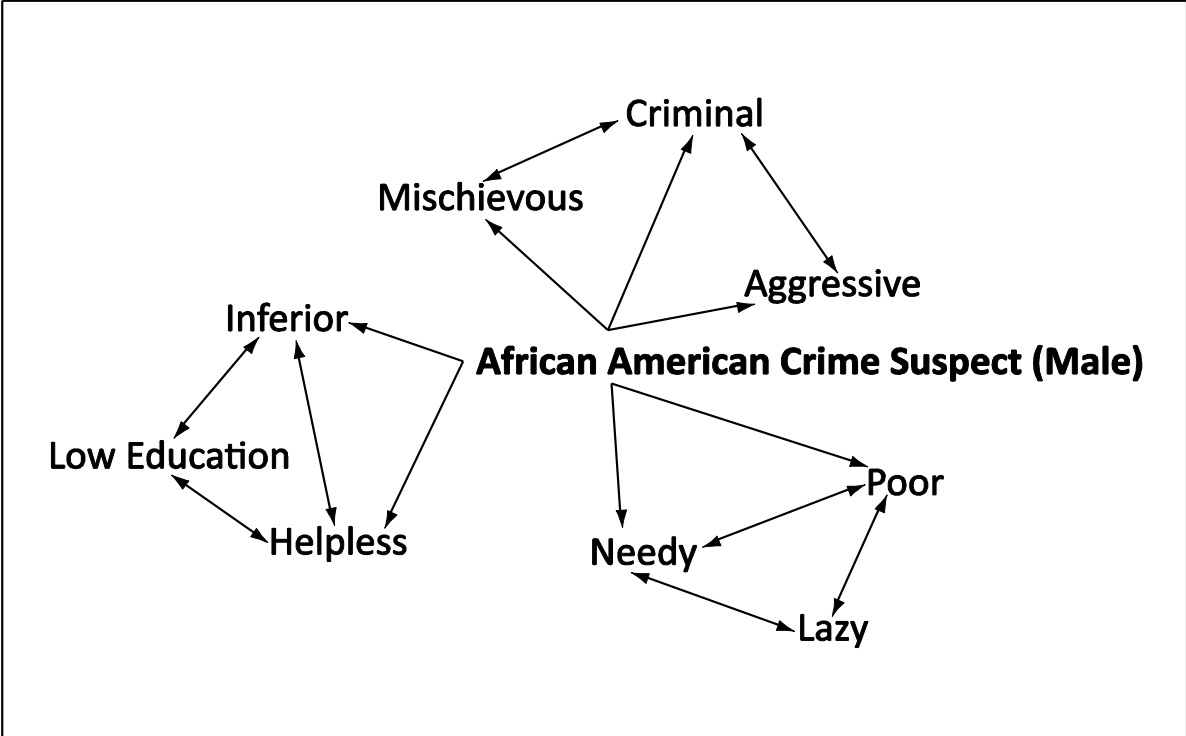 Criminal
Mischievous
Aggressive
Inferior
African American Crime Suspect (Male)
Low Education
Poor
Helpless
Needy
Lazy